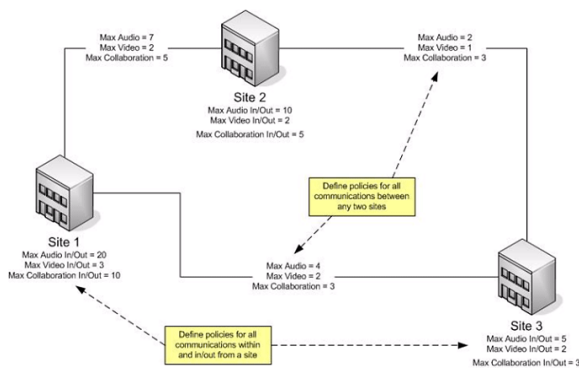 Max Audio = 7
Max Video = 2
Max Collaboration = 5
Max Audio = 2
Max Video = 1
Max Collaboration = 3
Site 2
Max Audio In/Out = 10
Max Video In/Out = 2
Max Collaboration In/Out = 5
Define policies for all
communications between
any two sites
Site 1
Max Audio In/Out = 20
Max Video In/Out = 3
Max Collaboration In/Out = 10
Max Audio = 4
Max Video = 2
Max Collaboration = 3
Define policies for all
communications within
and in/out from a site
Site 3
Max Audio In/Out = 5
Max Video In/Out = 2
Max Collaboration In/Out = 3